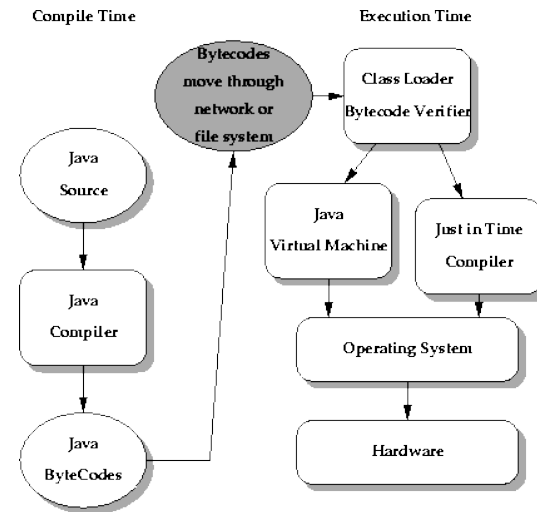 Compile Time
Execution Time
Bytecodes
move through
network or
file system
Class Loader
Bytecode Verifier
Java
Source
Java
Virtual Machine
Just in Time
Compiler
Java
Compiler
Operating System
Java
ByteCodes
Hardware